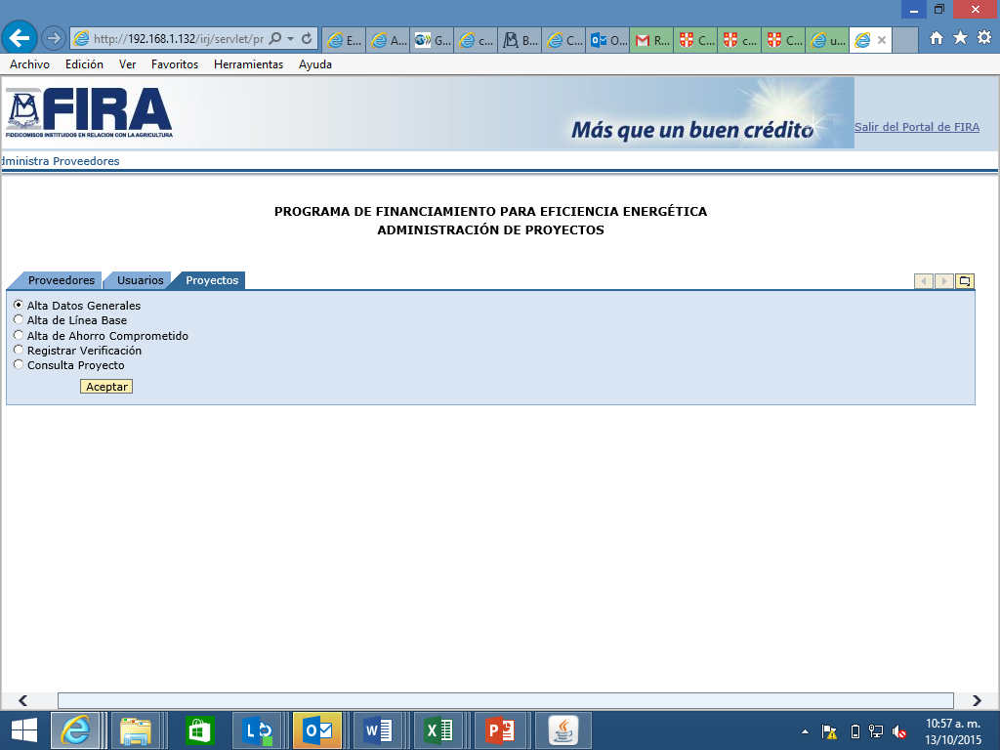 http://192.168.1.132/irj/servlet/pr
E...
A...
G...
c...
B...
C...
O...
R...
C...
c...
C...
u...
Archivo Edición Ver Favoritos Herramientas Ayuda
FIRA
FIDEICOMISOS INSTITUIDOS EN RELACION CON LA AGRICULTURA
Más que un buen crédito
Salir del Portal de FIRA
dministra Proveedores
PROGRAMA DE FINANCIAMIENTO PARA EFICIENCIA ENERGÉTICA
ADMINISTRACIÓN DE PROYECTOS
Proveedores Usuarios Proyectos
Alta Datos Generales
Alta de Línea Base
Alta de Ahorro Comprometido
Registrar Verificación
Consulta Proyecto
Aceptar
10:57 a. m.
13/10/2015